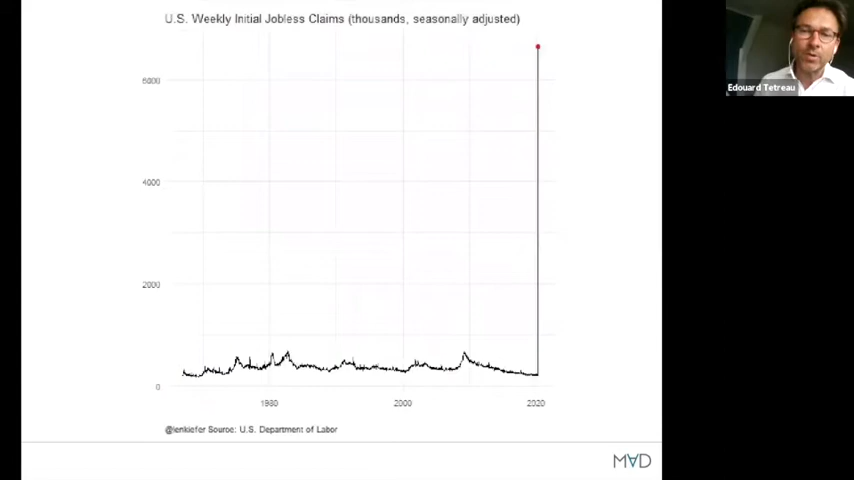 U.S. Weekly Initial Jobless Claims (thousands, seasonally adjusted)
Edouard Tetreau
6000
4000
2000
0
1980
2000
2020
@lenkiefer Source: U.S. Department of Labor
M∀D